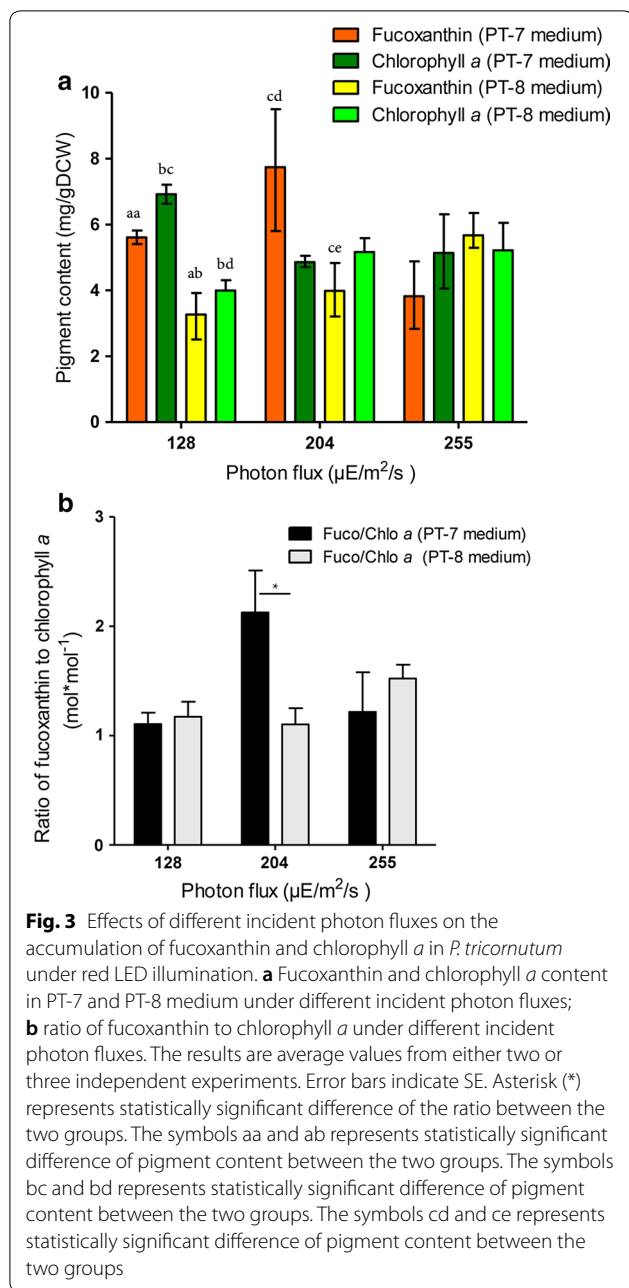 Fucoxanthin (PT-7 medium)
Chlorophyll a (PT-7 medium)
Fucoxanthin (PT-8 medium)
Chlorophyll a (PT-8 medium)
a
Pigment content (mg/gDCW)
10
8
6
4
2
0
aa
bc
ab
bd
cd
ce
128
204
255
Photon flux (µE/m²/s )
b
Fuco/Chlo a (PT-7 medium)
Fuco/Chlo a (PT-8 medium)
Ratio of fucoxanthin to chlorophyll a
(mol*mol⁻¹)
3
2
1
0
*
128
204
255
Photon flux (µE/m²/s )
Fig. 3 Effects of different incident photon fluxes on the
accumulation of fucoxanthin and chlorophyll a in P. tricornutum
under red LED illumination. a Fucoxanthin and chlorophyll a content
in PT-7 and PT-8 medium under different incident photon fluxes;
b ratio of fucoxanthin to chlorophyll a under different incident
photon fluxes. The results are average values from either two or
three independent experiments. Error bars indicate SE. Asterisk (*)
represents statistically significant difference of the ratio between the
two groups. The symbols aa and ab represents statistically significant
difference of pigment content between the two groups. The symbols
bc and bd represents statistically significant difference of pigment
content between the two groups. The symbols cd and ce represents
statistically significant difference of pigment content between the
two groups